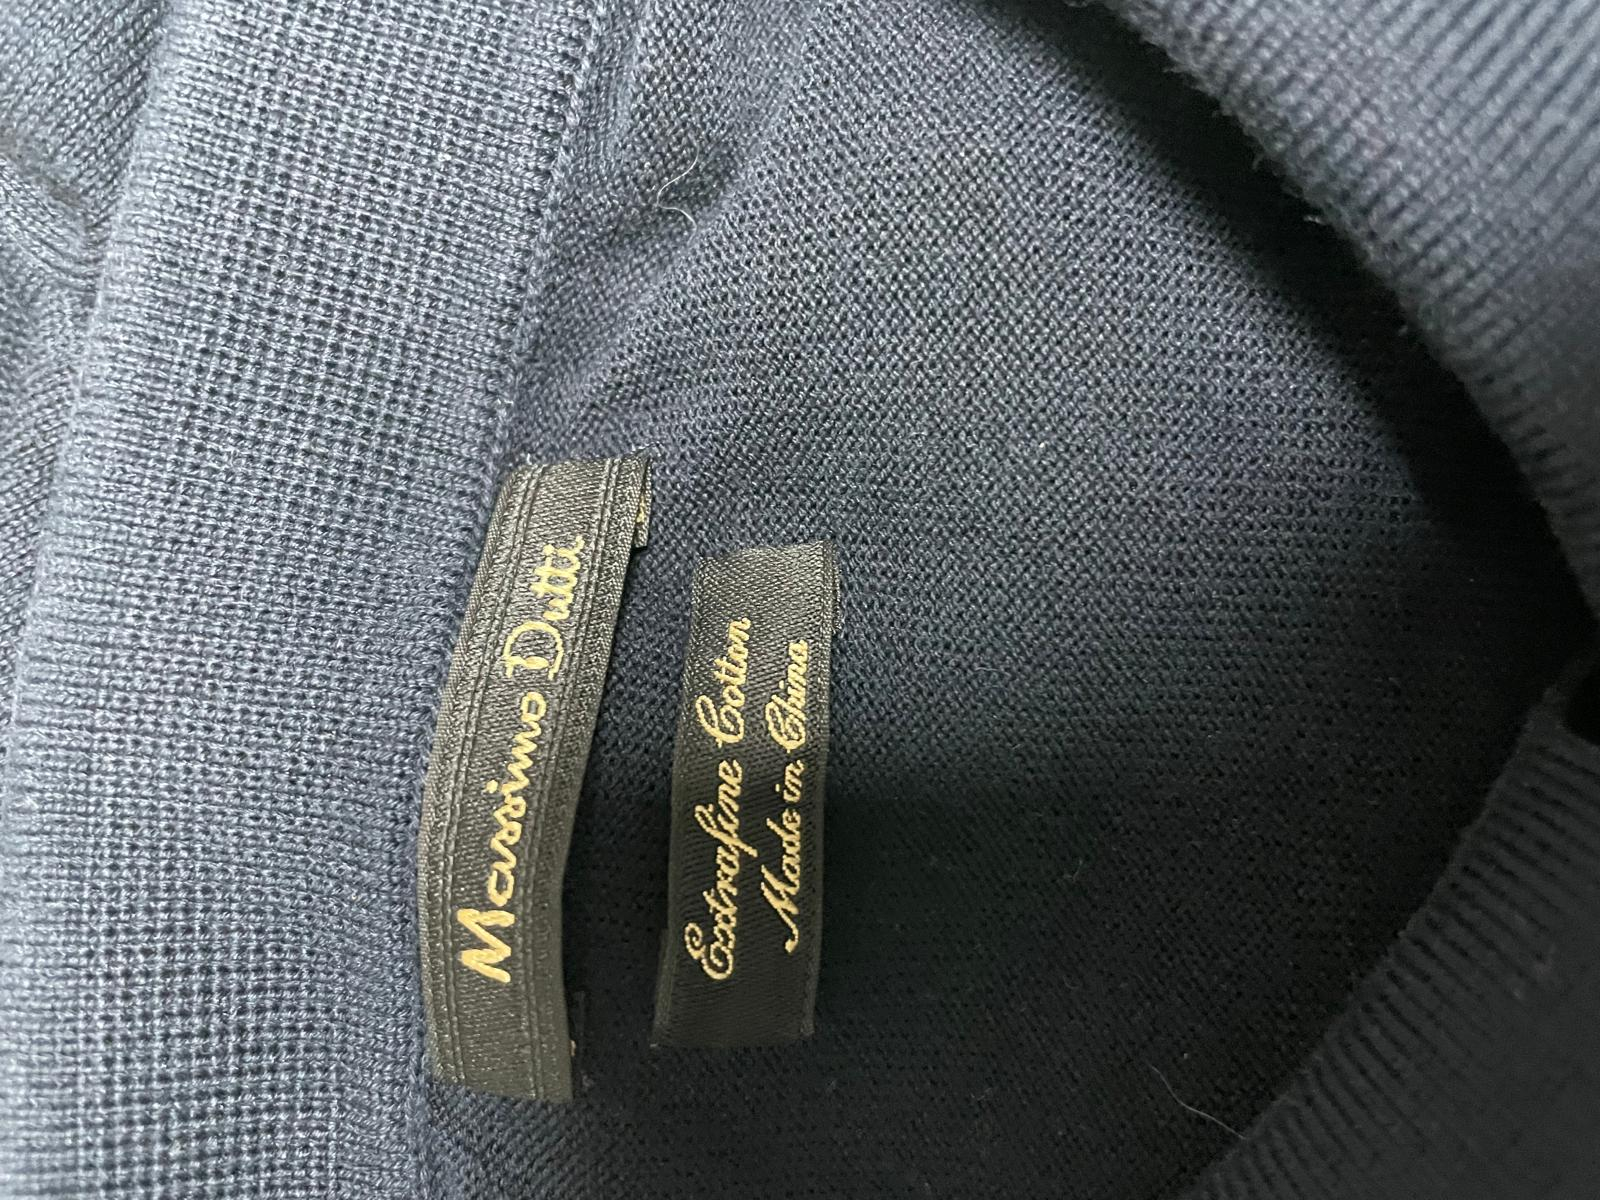 Massimo Dutti
Extrafine Cotton
Made in China